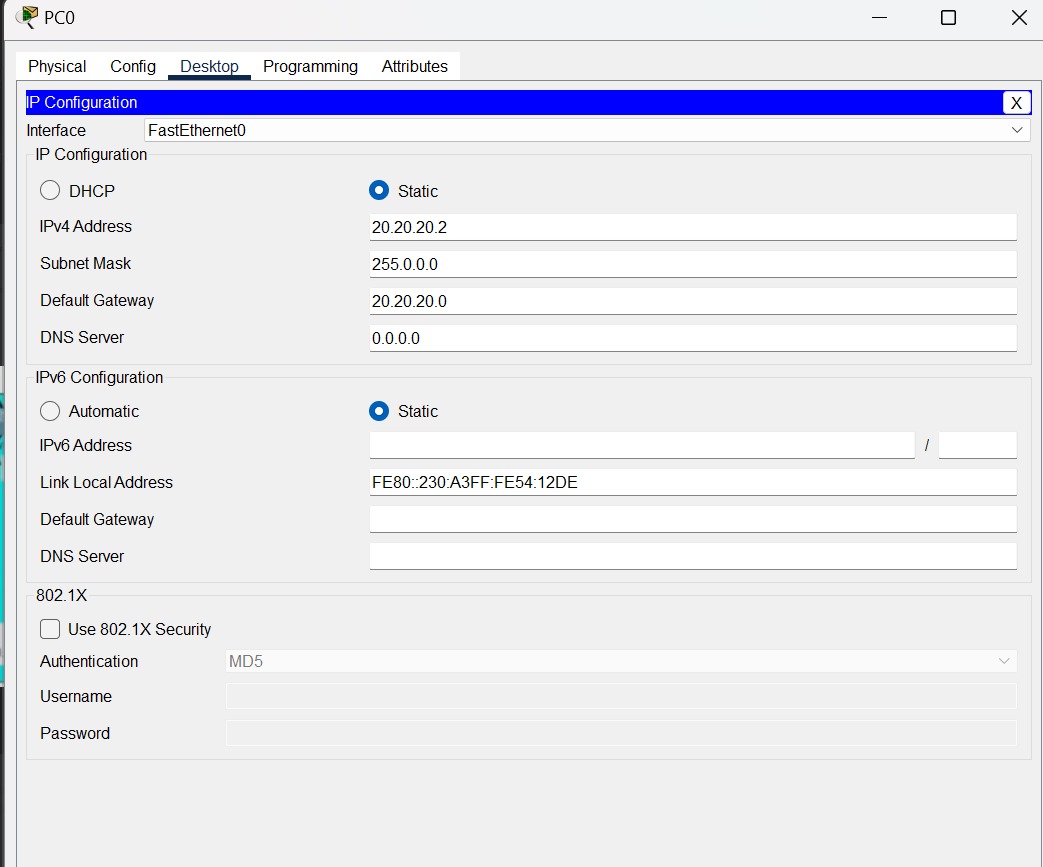 PC0
Physical Config Desktop Programming Attributes
IP Configuration X
Interface FastEthernet0
IP Configuration
DHCP Static
IPv4 Address 20.20.20.2
Subnet Mask 255.0.0.0
Default Gateway 20.20.20.0
DNS Server 0.0.0.0
IPv6 Configuration
Automatic Static
IPv6 Address /
Link Local Address FE80::230:A3FF:FE54:12DE
Default Gateway
DNS Server
802.1X
Use 802.1X Security
Authentication MD5
Username
Password